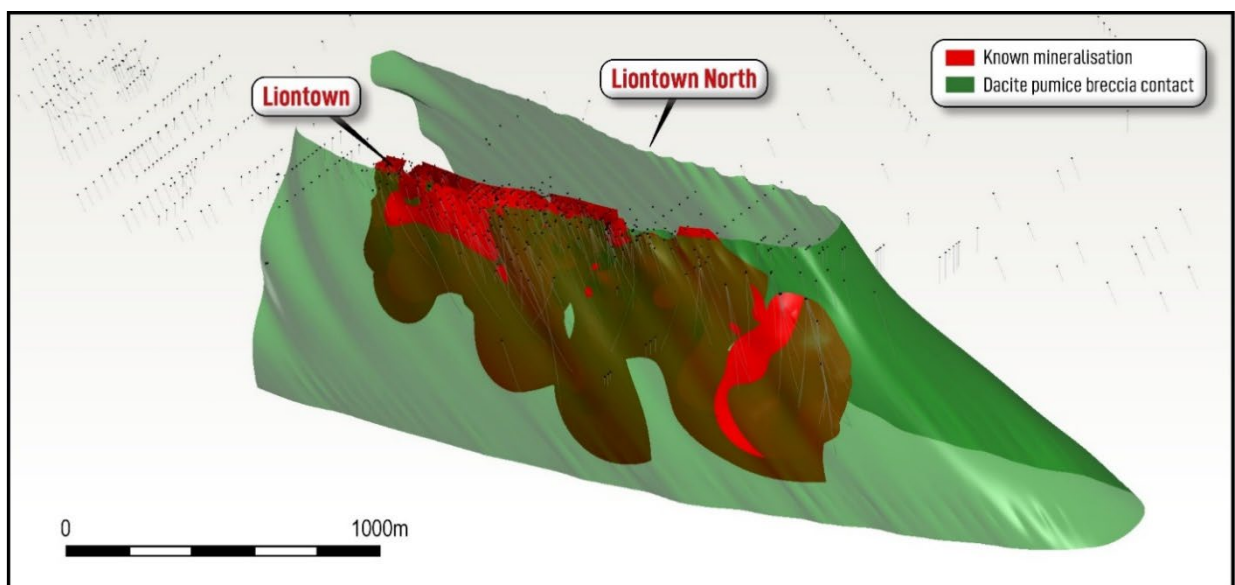 Liontown
Liontown North
Known mineralisation
Dacite pumice breccia contact
0 1000m